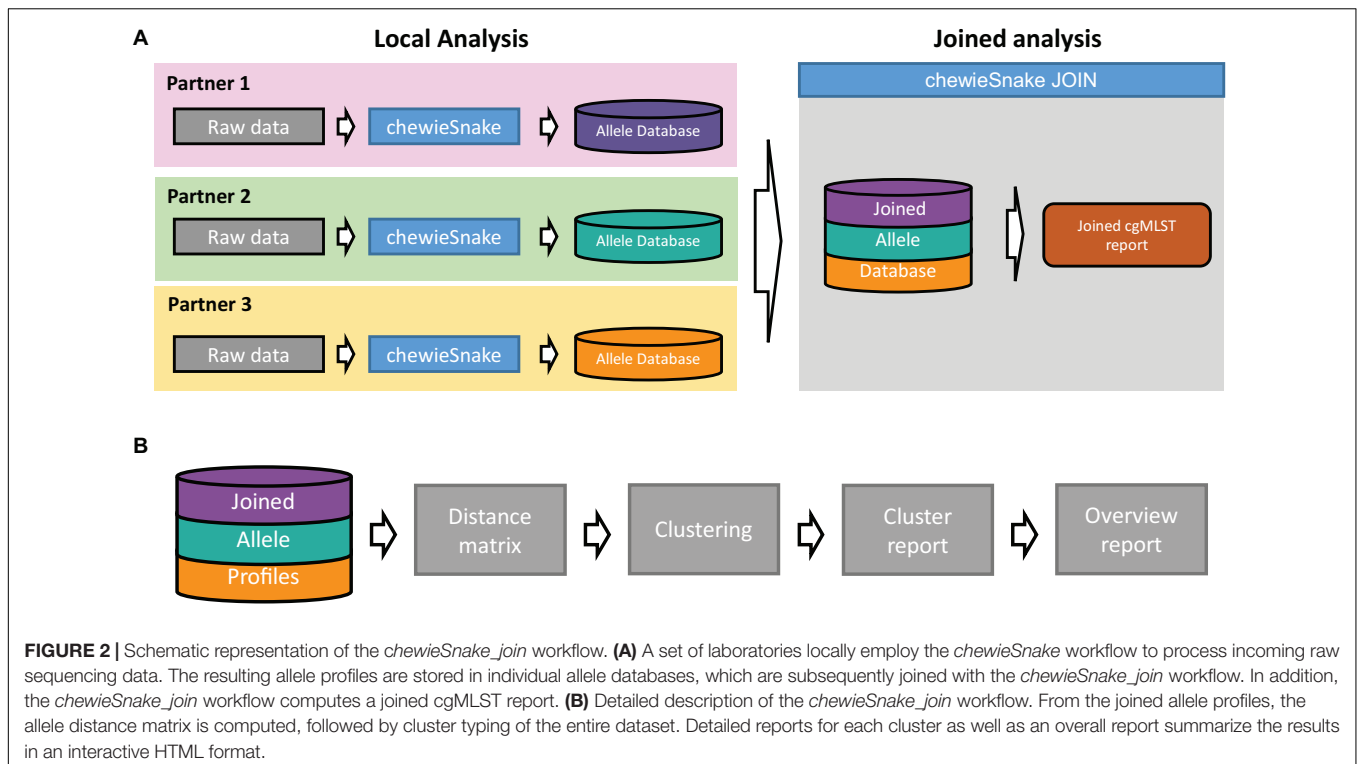 A
Local Analysis
Joined analysis
Partner 1
Raw data
chewieSnake
Allele Database
Partner 2
Raw data
chewieSnake
Allele Database
Partner 3
Raw data
chewieSnake
Allele Database
chewieSnake JOIN
Joined
Allele
Database
Joined cgMLST
report
B
Joined
Allele
Profiles
Distance
matrix
Clustering
Cluster
report
Overview
report
FIGURE 2 | Schematic representation of the chewieSnake_join workflow. (A) A set of laboratories locally employ the chewieSnake workflow to process incoming raw
sequencing data. The resulting allele profiles are stored in individual allele databases, which are subsequently joined with the chewieSnake_join workflow. In addition,
the chewieSnake_join workflow computes a joined cgMLST report. (B) Detailed description of the chewieSnake_join workflow. From the joined allele profiles, the
allele distance matrix is computed, followed by cluster typing of the entire dataset. Detailed reports for each cluster as well as an overall report summarize the results
in an interactive HTML format.